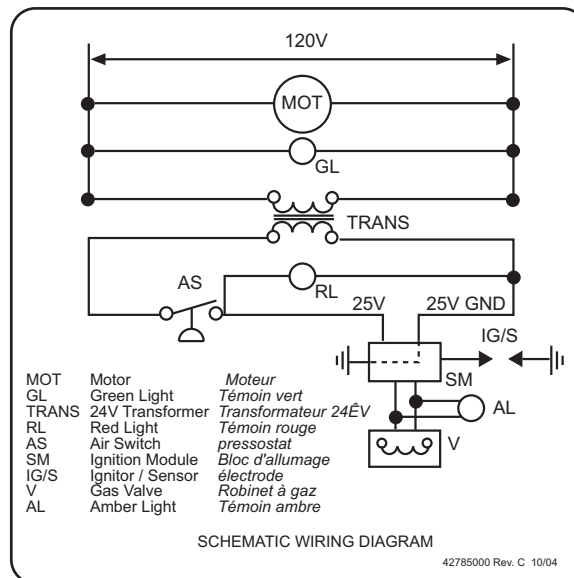 120V
MOT
GL
TRANS
AS
RL
25V 25V GND
IG/S
SM
AL
V
MOT Motor Moteur
GL Green Light Témoin vert
TRANS 24V Transformer Transformateur 24ÊV
RL Red Light Témoin rouge
AS Air Switch pressostat
SM Ignition Module Bloc d'allumage
IG/S Ignitor / Sensor électrode
V Gas Valve Robinet à gaz
AL Amber Light Témoin ambre
SCHEMATIC WIRING DIAGRAM
42785000 Rev. C 10/04